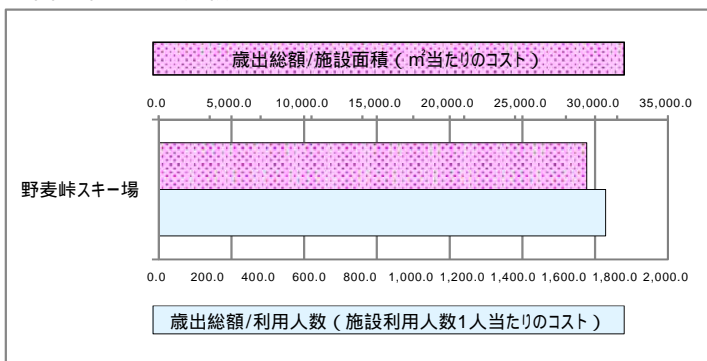 歳出総額/施設面積（㎡当たりのコスト）
0.0 5,000.0 10,000.0 15,000.0 20,000.0 25,000.0 30,000.0 35,000.0
野麦峠スキー場
0.0 200.0 400.0 600.0 800.0 1,000.0 1,200.0 1,400.0 1,600.0 1,800.0 2,000.0
歳出総額/利用人数（施設利用人数1人当たりのコスト）